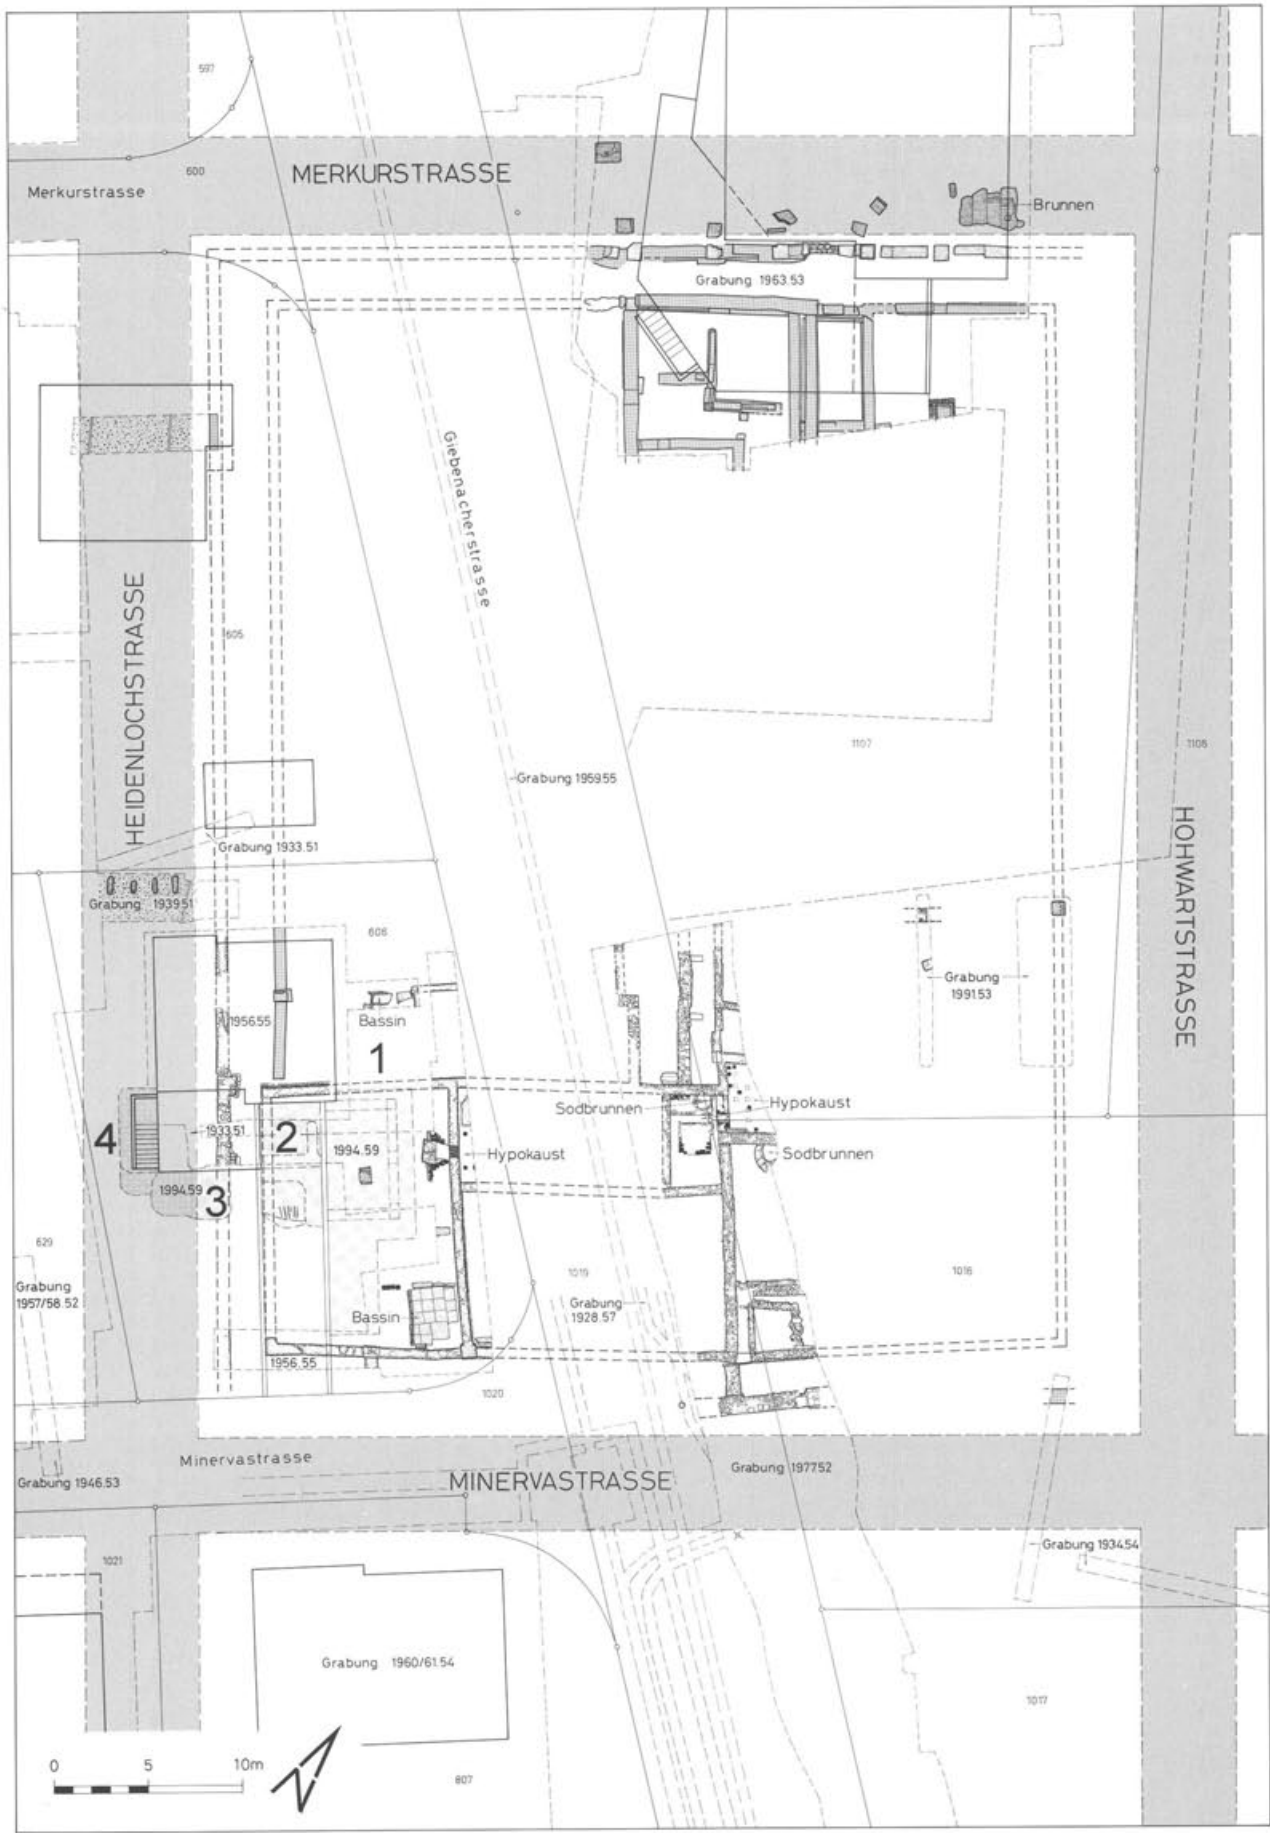 597
MERKURSTRASSE
600
Merkurstrasse
Brunnen
Grabung 1963.53
Giebenacherstrasse
HEIDENLOCHSTRASSE
605
1107
1106
Grabung 1959.55
HOHWARTSTRASSE
Grabung 1933.51
Grabung 1939.51
606
Grabung
1991.53
1956.55
Bassin
1
Sodbrunnen
Hypokaust
4
1933.51
2
1994.59
Hypokaust
Sodbrunnen
1994.59
3
629
1019
1016
Grabung
1957/58.52
Grabung
1928.57
Bassin
1956.55
1020
Minervastrasse
Grabung 1946.53
MINERVASTRASSE
Grabung 1977.52
Grabung 1934.54
1021
Grabung 1960/61.54
1017
0 5 10m
N
807